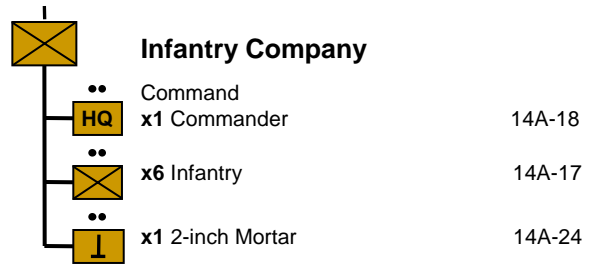 Infantry Company
Command
HQ x1 Commander 14A-18
x6 Infantry 14A-17
x1 2-inch Mortar 14A-24